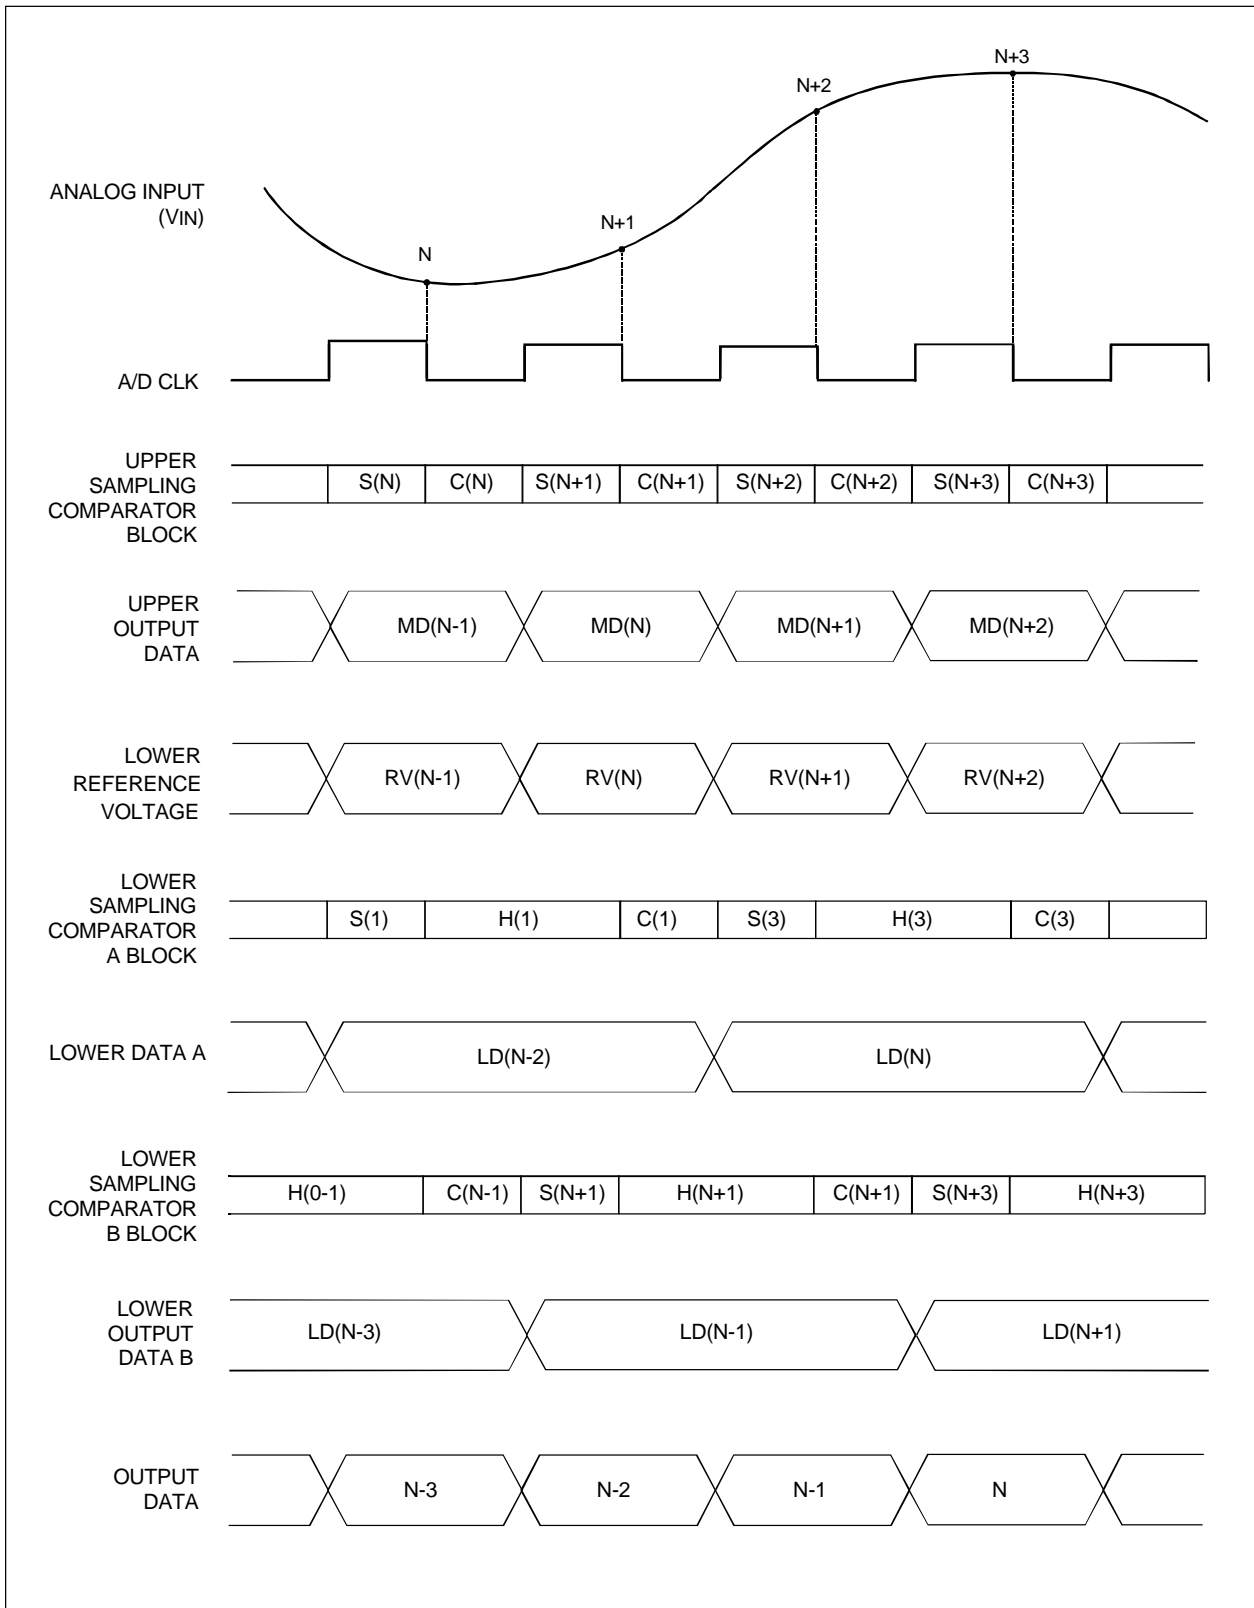 N+3
N+2
ANALOG INPUT
(VIN)
N+1
N
A/D CLK
UPPER
SAMPLING
COMPARATOR
BLOCK
S(N) C(N) S(N+1) C(N+1) S(N+2) C(N+2) S(N+3) C(N+3)
UPPER
OUTPUT
DATA
MD(N-1) MD(N) MD(N+1) MD(N+2)
LOWER
REFERENCE
VOLTAGE
RV(N-1) RV(N) RV(N+1) RV(N+2)
LOWER
SAMPLING
COMPARATOR
A BLOCK
S(1) H(1) C(1) S(3) H(3) C(3)
LOWER DATA A
LD(N-2) LD(N)
LOWER
SAMPLING
COMPARATOR
B BLOCK
H(0-1) C(N-1) S(N+1) H(N+1) C(N+1) S(N+3) H(N+3)
LOWER
OUTPUT
DATA B
LD(N-3) LD(N-1) LD(N+1)
OUTPUT
DATA
N-3 N-2 N-1 N